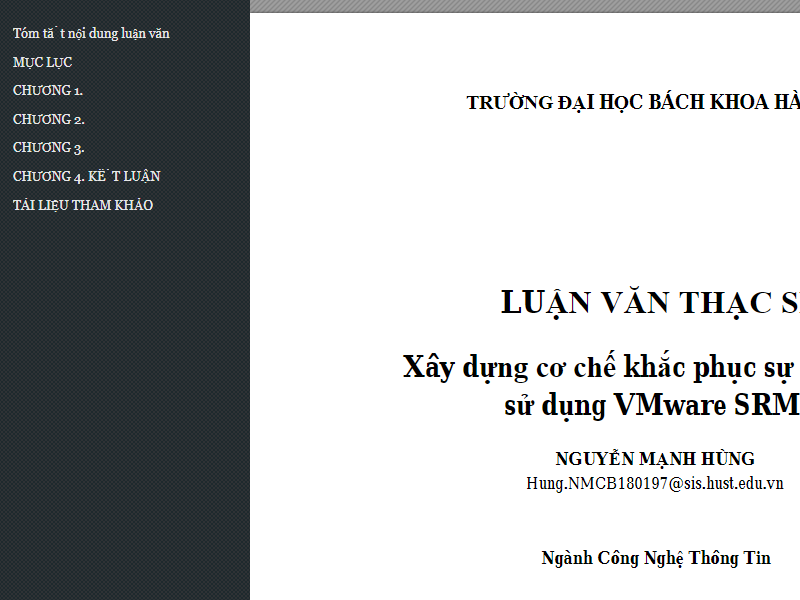 Tóm tắt nội dung luận văn
MỤC LỤC
CHƯƠNG 1.
CHƯƠNG 2.
CHƯƠNG 3.
CHƯƠNG 4. KẾT LUẬN
TÀI LIỆU THAM KHẢO
TRƯỜNG ĐẠI HỌC BÁCH KHOA HÀ
LUẬN VĂN THẠC
Xây dựng cơ chế khắc phục sự
sử dụng VMware SRM
NGUYỄN MẠNH HÙNG
Hung.NMCB180197@sis.hust.edu.vn
Ngành Công Nghệ Thông Tin